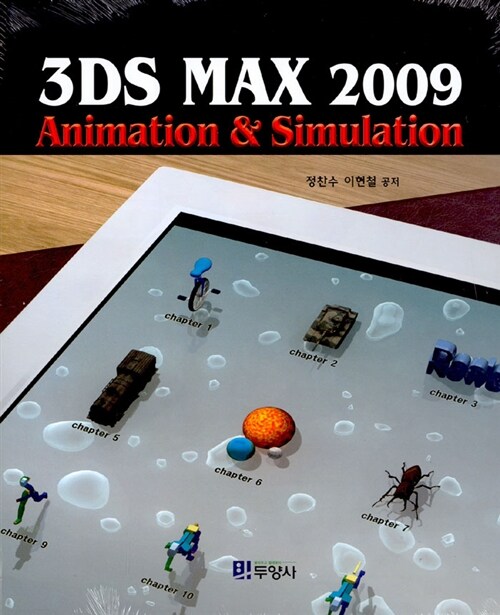 3DS MAX 2009
Animation & Simulation
정찬수 이현철 공저
chapter 1
chapter 2
chapter 3
chapter 5
chapter 6
chapter 7
chapter 9
chapter 10
두양사